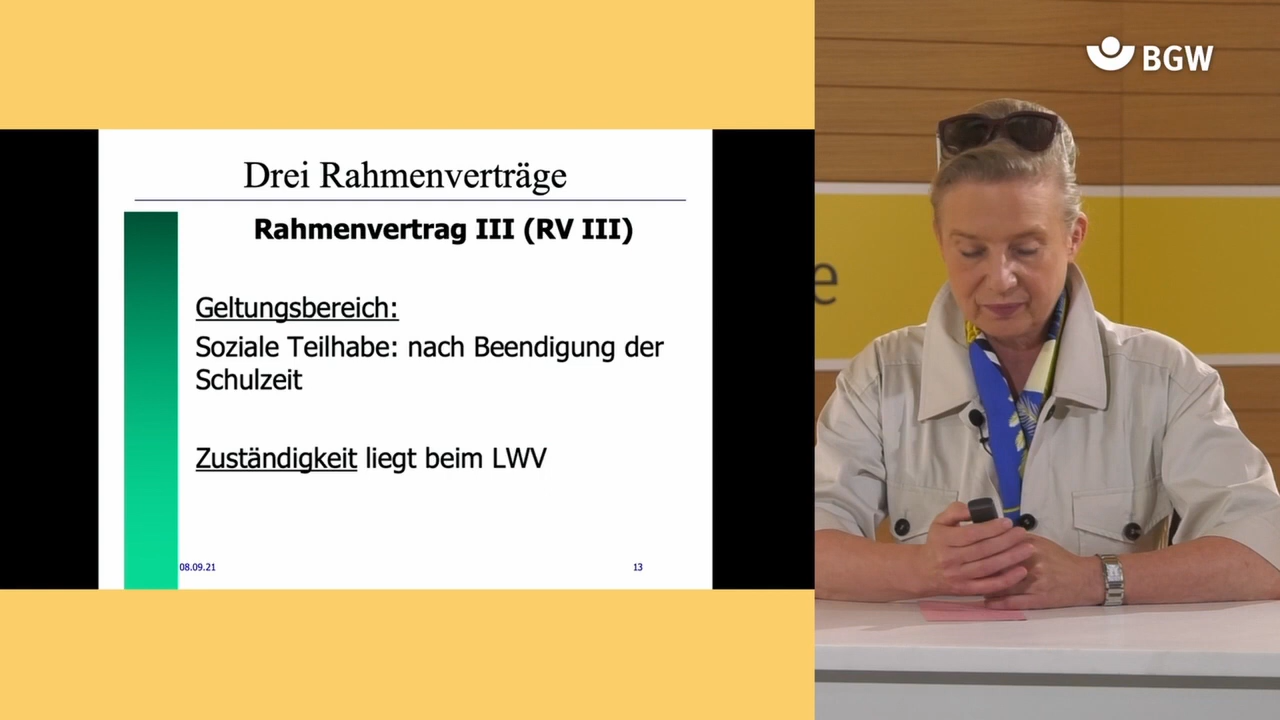 Drei Rahmenverträge
Rahmenvertrag III (RV III)
Geltungsbereich:
Soziale Teilhabe: nach Beendigung der
Schulzeit
Zuständigkeit liegt beim LWV
08.09.21
13
BGW
e